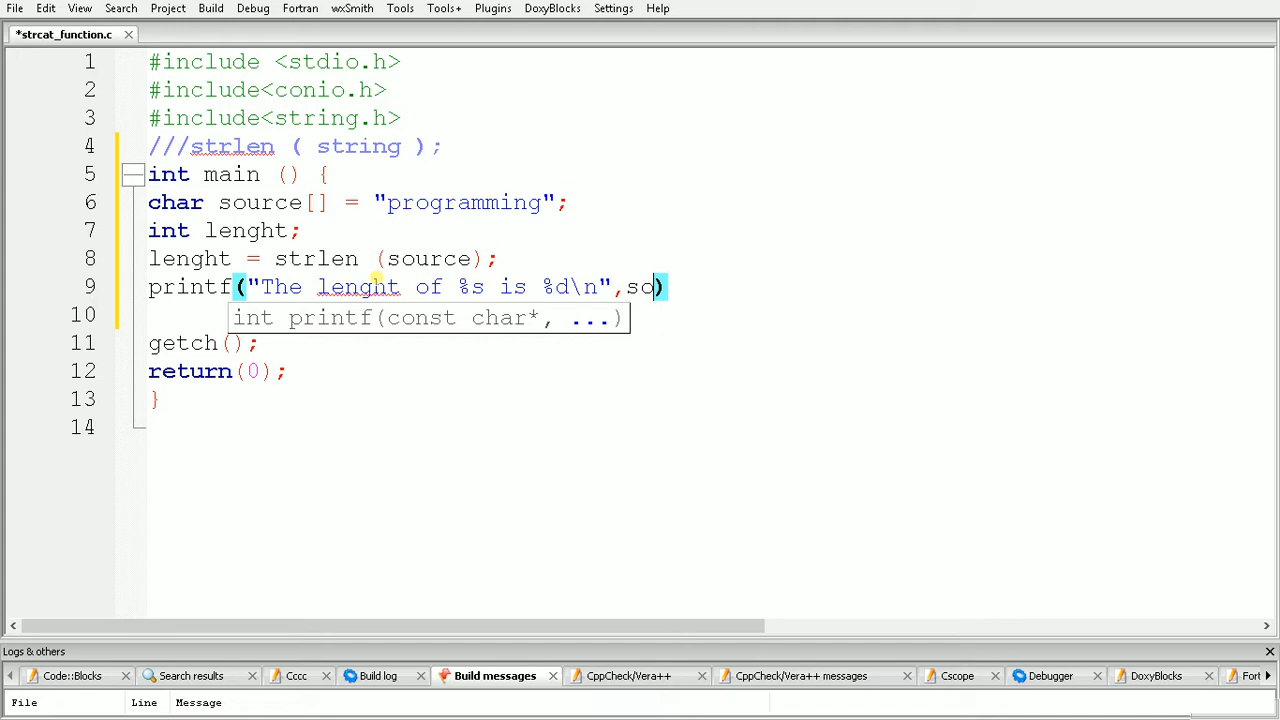 File Edit View Search Project Build Debug Fortran wxSmith Tools Tools+ Plugins DoxyBlocks Settings Help
*strcat_function.c
1 #include <stdio.h>
2 #include<conio.h>
3 #include<string.h>
4 ///strlen ( string );
5 int main () {
6 char source[] = "programming";
7 int lenght;
8 lenght = strlen (source);
9 printf("The lenght of %s is %d\n",so)
10 int printf(const char*, ...)
11 getch();
12 return(0);
13 }
14
Logs & others
Code::Blocks Search results Cccc Build log Build messages CppCheck/Vera++ CppCheck/Vera++ messages Cscope Debugger DoxyBlocks Fort
File Line Message